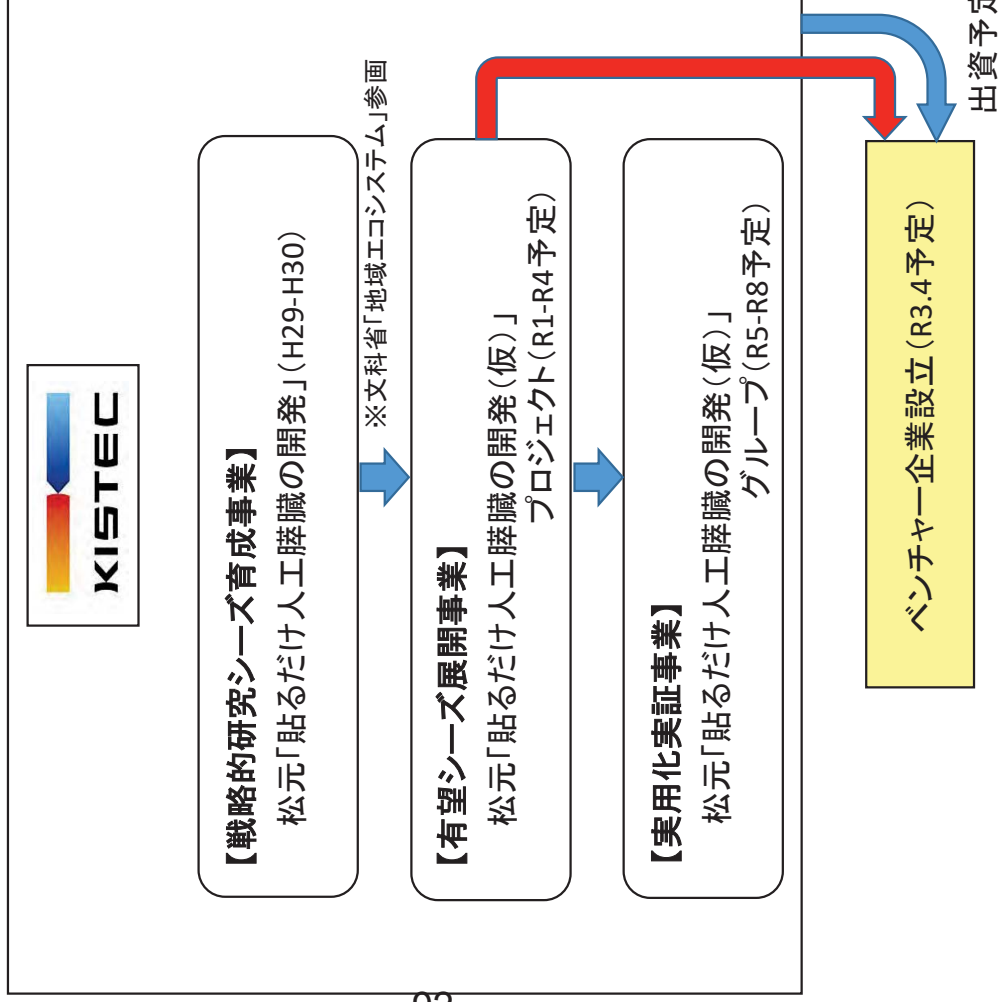 KISTEC
【戦略的研究シーズ育成事業】
松元「貼るだけ人工膵臓の開発」(H29-H30)
※文科省「地域エコシステム」参画
【有望シーズ展開事業】
松元「貼るだけ人工膵臓の開発(仮)」
プロジェクト(R1-R4予定)
【実用化実証事業】
松元「貼るだけ人工膵臓の開発(仮)」
グループ(R5-R8予定)
ベンチャー企業設立(R3.4予定)
出資予定